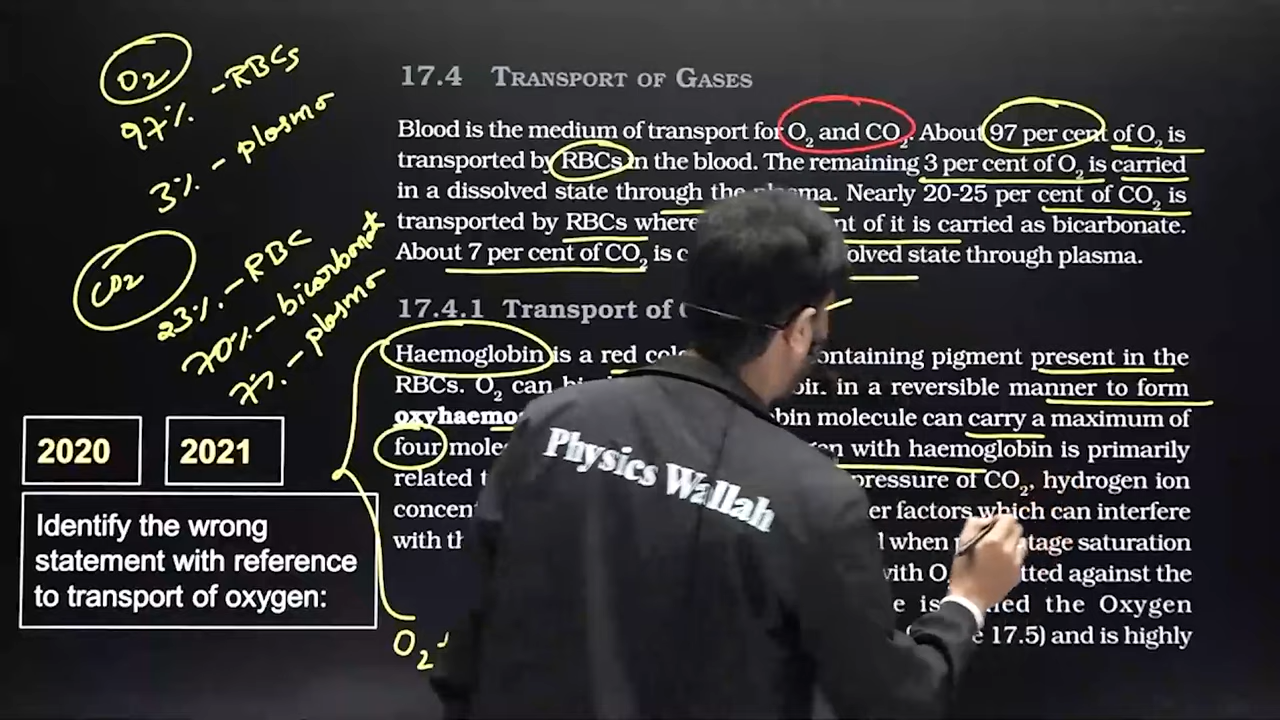 O2
97% - RBCs
3% - plasma
CO2
23% - RBC
70% - bicarbonat
7% - plasma
17.4 TRANSPORT OF GASES
Blood is the medium of transport for O₂ and CO₂. About 97 per cent of O₂ is
transported by RBCs in the blood. The remaining 3 per cent of O₂ is carried
in a dissolved state through the plasma. Nearly 20-25 per cent of CO₂ is
transported by RBCs where nt of it is carried as bicarbonate.
About 7 per cent of CO₂ is c olved state through plasma.
17.4.1 Transport of
Haemoglobin is a red col ontaining pigment present in the
RBCs. O₂ can in a reversible manner to form
oxyhaemo bin molecule can carry a maximum of
four mole n with haemoglobin is primarily
related t pressure of CO₂, hydrogen ion
concen er factors which can interfere
with th d when tage saturation
with O tted against the
e is the Oxygen
e 17.5) and is highly
2020 2021
Identify the wrong
statement with reference
to transport of oxygen:
O2
Physics Wallah